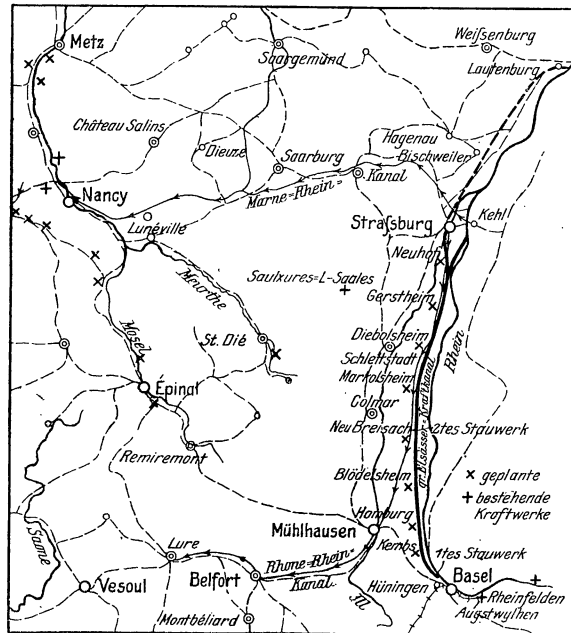 Metz
Weißenburg
Saargemünd
Lauterburg
Château Salins
Hagenau
Dieuze
Bischweiler
Saarburg
Kanal
Nancy
Marne=Rhein=
Lunéville
Straßburg
Kehl
Neuhof
Meurthe
Saulxures=L-Saales
Gerstheim
Mosel
St. Dié
Diebolsheim
Rhein
Schlettstadt
Markolsheim
Épinal
Colmar
gr. Elsässer=Kraftkanal
Neu Breisach
2tes Stauwerk
Remiremont
Blödelsheim
× geplante
+ bestehende
Kraftwerke
Homburg
Mühlhausen
Saône
Lure
Rhone=Rhein=
Kembs
1tes Stauwerk
Vesoul
Belfort
Kanal
Hüningen
Basel
Ill
Rheinfelden
Montbéliard
Augstwylhen